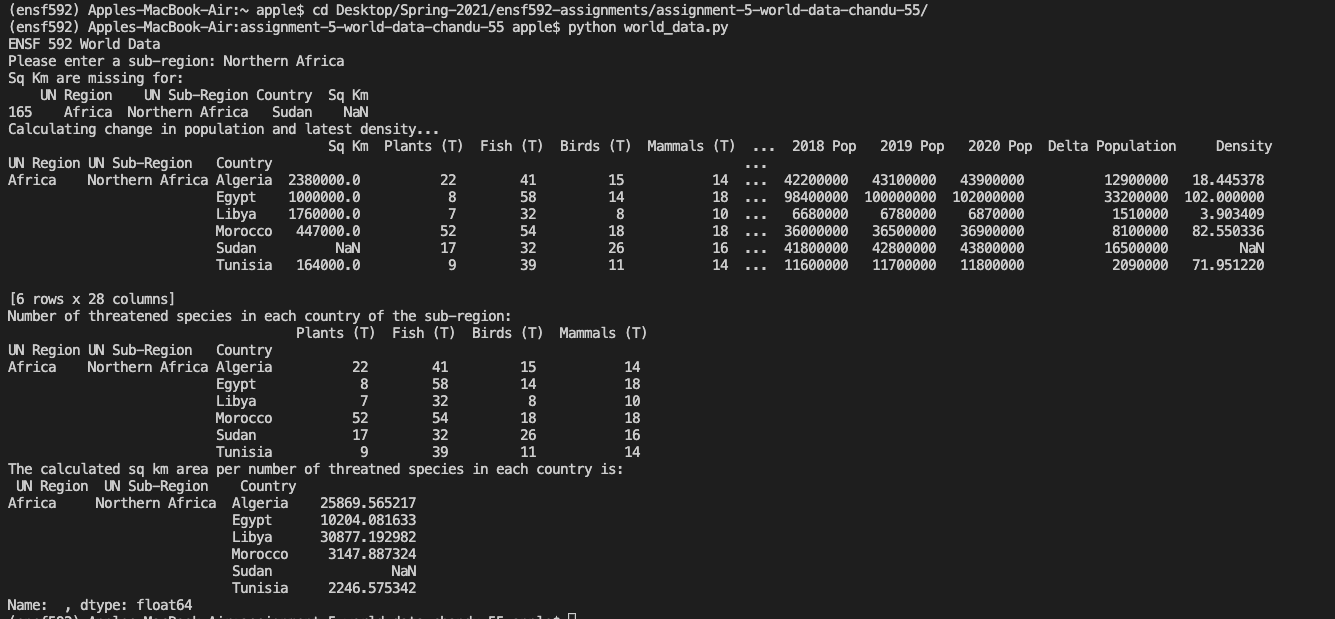 (ensf592) Apples-MacBook-Air:~ apple$ cd Desktop/Spring-2021/ensf592-assignments/assignment-5-world-data-chandu-55/
(ensf592) Apples-MacBook-Air:assignment-5-world-data-chandu-55 apple$ python world_data.py
ENSF 592 World Data
Please enter a sub-region: Northern Africa
Sq Km are missing for:
    UN Region    UN Sub-Region Country  Sq Km
165    Africa  Northern Africa   Sudan    NaN
Calculating change in population and latest density...
                                        Sq Km  Plants (T)  Fish (T)  Birds (T)  Mammals (T)  ...  2018 Pop   2019 Pop   2020 Pop  Delta Population     Density
UN Region UN Sub-Region   Country                                                           ...
Africa    Northern Africa Algeria  2380000.0          22        41         15           14  ...  42200000   43100000   43900000          12900000   18.445378
                          Egypt    1000000.0           8        58         14           18  ...  98400000  100000000  102000000          33200000  102.000000
                          Libya    1760000.0           7        32          8           10  ...   6680000    6780000    6870000           1510000    3.903409
                          Morocco   447000.0          52        54         18           18  ...  36000000   36500000   36900000           8100000   82.550336
                          Sudan          NaN          17        32         26           16  ...  41800000   42800000   43800000          16500000         NaN
                          Tunisia   164000.0           9        39         11           14  ...  11600000   11700000   11800000           2090000   71.951220
[6 rows x 28 columns]
Number of threatened species in each country of the sub-region:
                                    Plants (T)  Fish (T)  Birds (T)  Mammals (T)
UN Region UN Sub-Region   Country
Africa    Northern Africa Algeria          22        41         15           14
                          Egypt             8        58         14           18
                          Libya             7        32          8           10
                          Morocco          52        54         18           18
                          Sudan            17        32         26           16
                          Tunisia           9        39         11           14
The calculated sq km area per number of threatned species in each country is:
 UN Region  UN Sub-Region    Country
Africa     Northern Africa  Algeria    25869.565217
                            Egypt      10204.081633
                            Libya      30877.192982
                            Morocco     3147.887324
                            Sudan               NaN
                            Tunisia     2246.575342
Name:  , dtype: float64
(ensf592) Apples-MacBook-Air:assignment-5-world-data-chandu-55 apple$